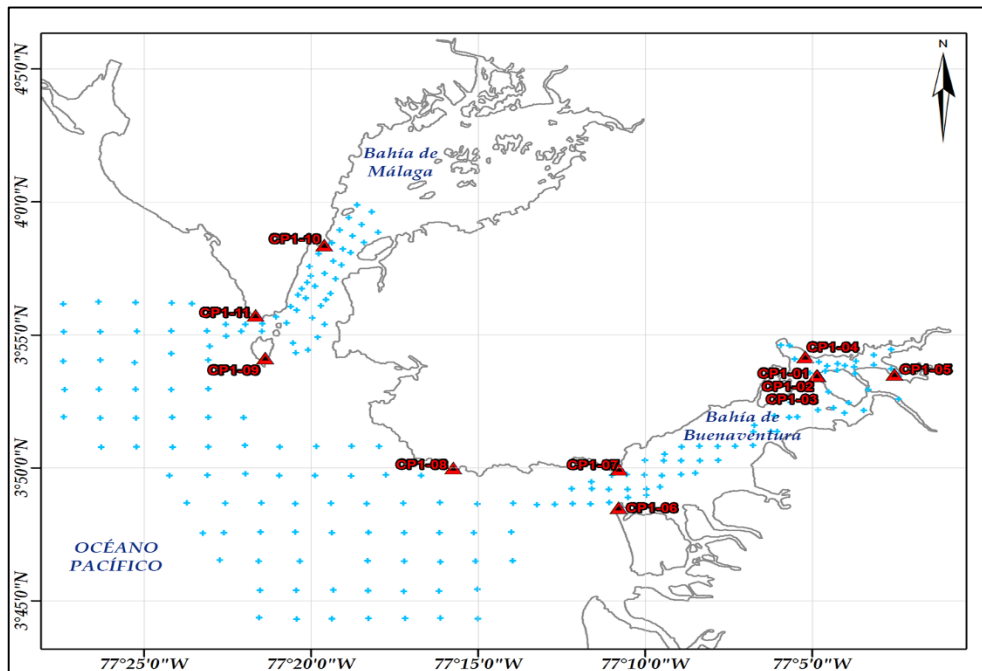 N
4°5'0"N
4°0'0"N
3°55'0"N
3°50'0"N
3°45'0"N
Bahía de
Málaga
CP1-10
CP1-11
CP1-09
CP1-04
CP1-01
CP1-05
CP1-02
CP1-03
Bahía de
Buenaventura
CP1-08
CP1-07
CP1-06
OCÉANO
PACÍFICO
77°25'0"W
77°20'0"W
77°15'0"W
77°10'0"W
77°5'0"W